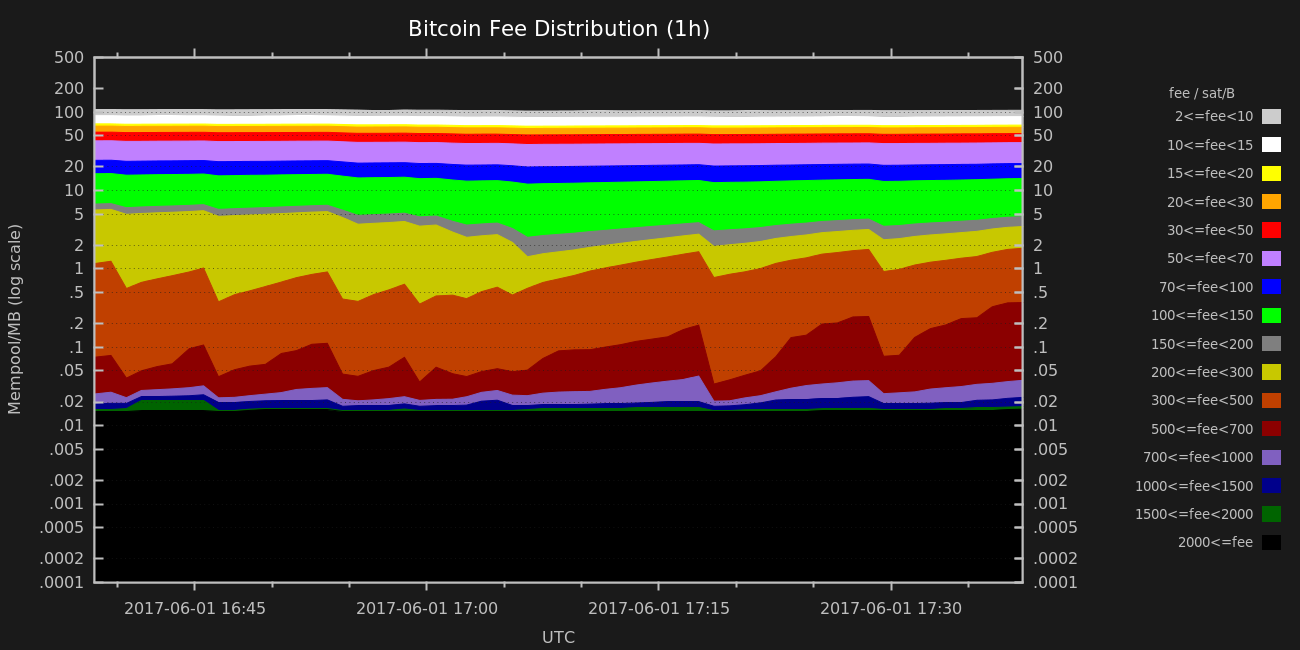 Bitcoin Fee Distribution (1h)
500
200
100
50
20
10
5
2
1
.5
.2
.1
.05
.02
.01
.005
.002
.001
.0005
.0002
.0001
Mempool/MB (log scale)
500
200
100
50
20
10
5
2
1
.5
.2
.1
.05
.02
.01
.005
.002
.001
.0005
.0002
.0001
2017-06-01 16:45 2017-06-01 17:00 2017-06-01 17:15 2017-06-01 17:30
UTC
fee / sat/B
2<=fee<10
10<=fee<15
15<=fee<20
20<=fee<30
30<=fee<50
50<=fee<70
70<=fee<100
100<=fee<150
150<=fee<200
200<=fee<300
300<=fee<500
500<=fee<700
700<=fee<1000
1000<=fee<1500
1500<=fee<2000
2000<=fee